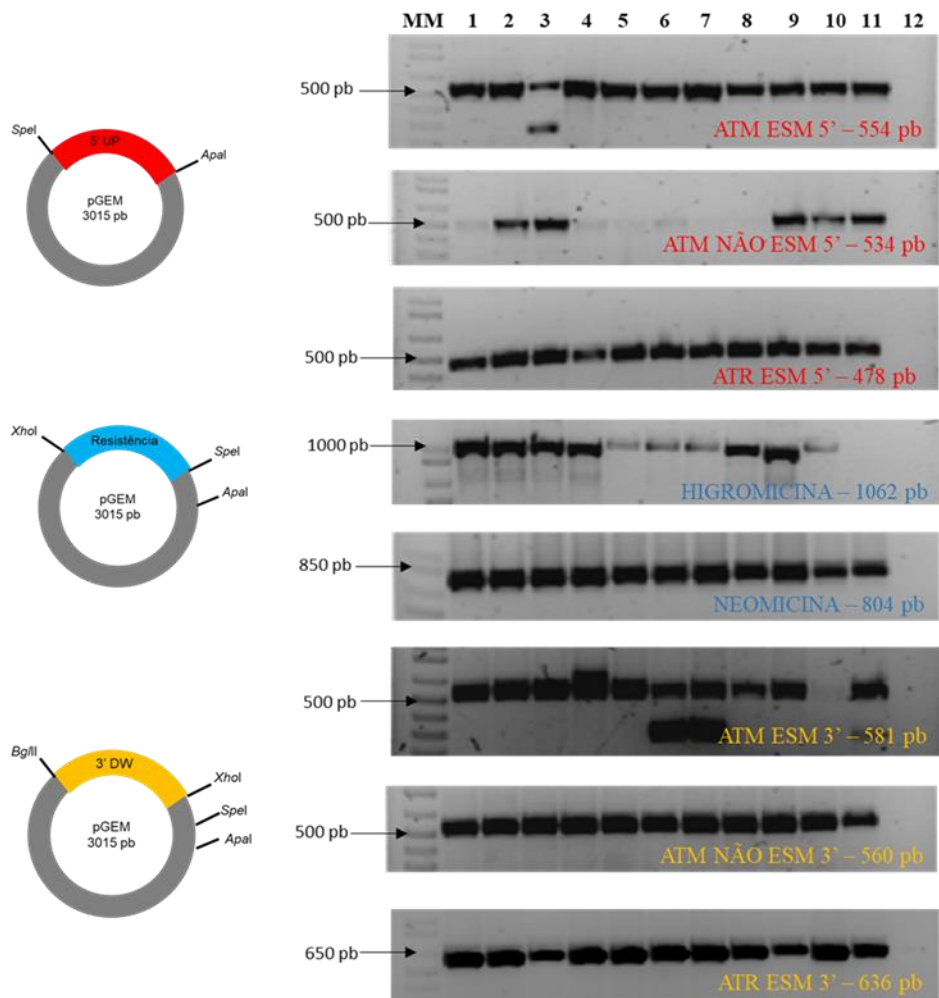 MM 1 2 3 4 5 6 7 8 9 10 11 12
500 pb
ATM ESM 5’ – 554 pb
SpeI
5' UP
ApaI
pGEM
3015 pb
500 pb
ATM NÃO ESM 5’ – 534 pb
500 pb
ATR ESM 5’ – 478 pb
XhoI
Resistência
SpeI
ApaI
pGEM
3015 pb
1000 pb
HIGROMICINA – 1062 pb
850 pb
NEOMICINA – 804 pb
500 pb
ATM ESM 3’ – 581 pb
BglII
3' DW
XhoI
SpeI
ApaI
pGEM
3015 pb
500 pb
ATM NÃO ESM 3’ – 560 pb
650 pb
ATR ESM 3’ – 636 pb